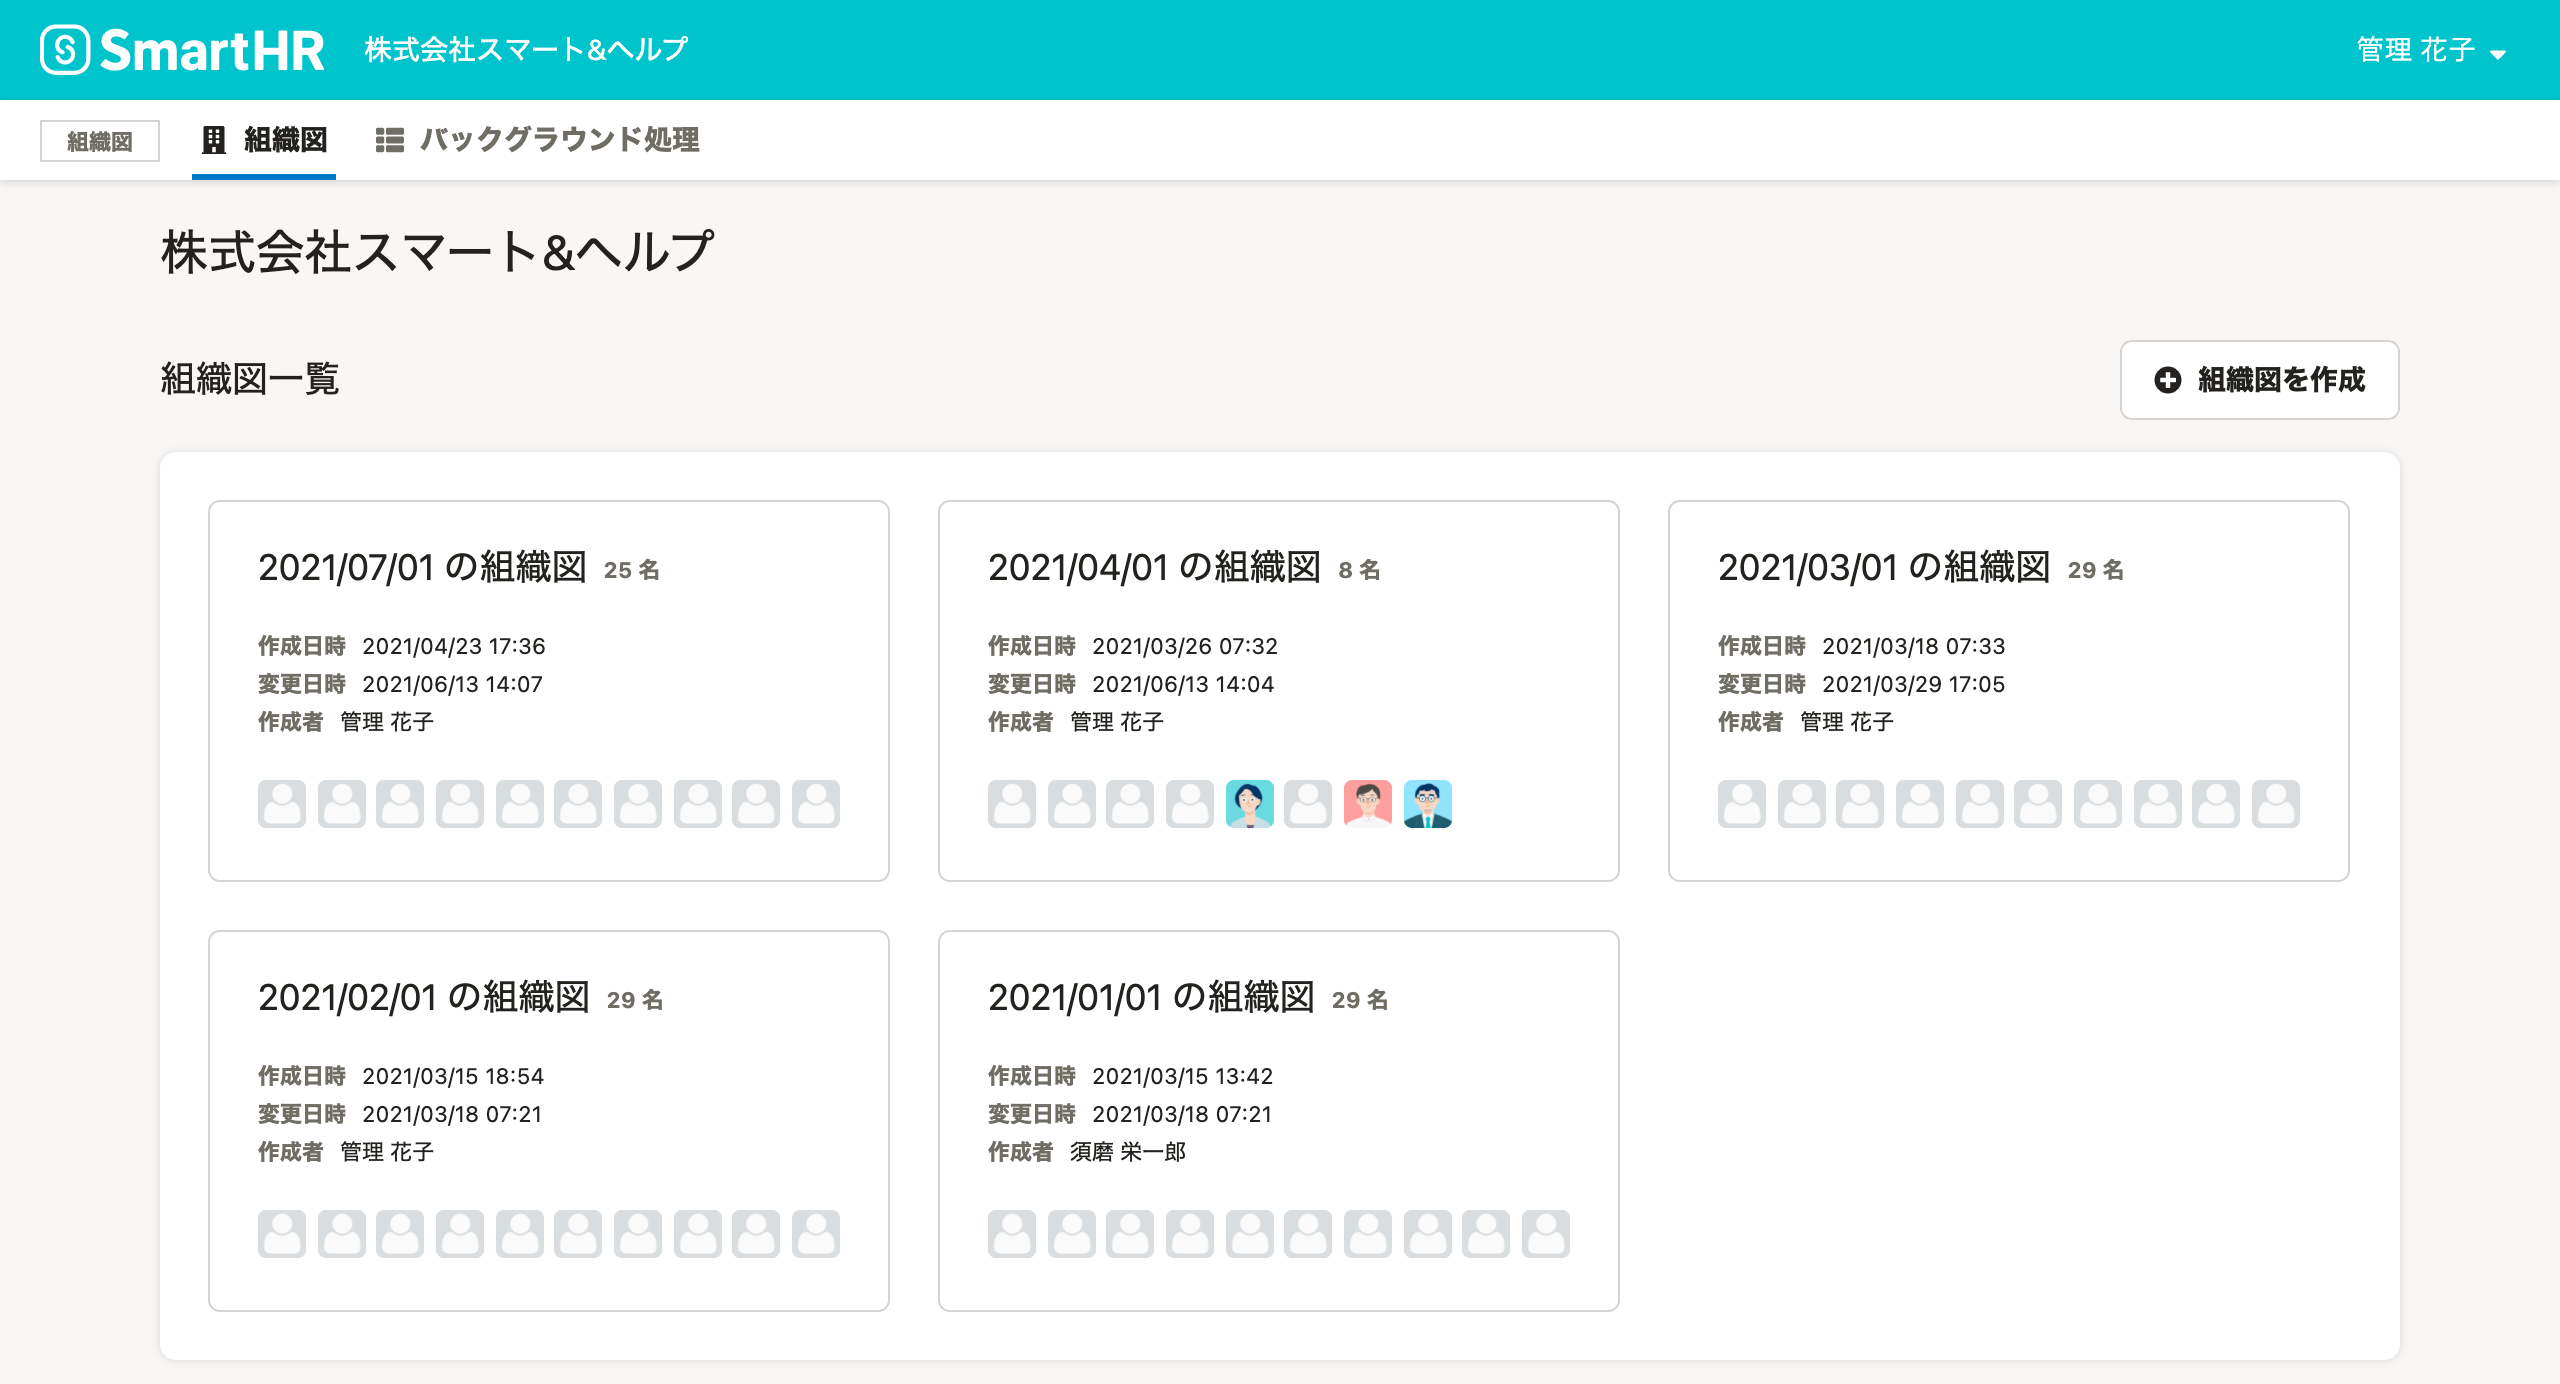 SmartHR 株式会社スマート&ヘルプ 管理 花子
組織図 組織図 バックグラウンド処理
株式会社スマート&ヘルプ
組織図一覧 組織図を作成
2021/07/01 の組織図 25 名
作成日時 2021/04/23 17:36
変更日時 2021/06/13 14:07
作成者 管理 花子
2021/04/01 の組織図 8 名
作成日時 2021/03/26 07:32
変更日時 2021/06/13 14:04
作成者 管理 花子
2021/03/01 の組織図 29 名
作成日時 2021/03/18 07:33
変更日時 2021/03/29 17:05
作成者 管理 花子
2021/02/01 の組織図 29 名
作成日時 2021/03/15 18:54
変更日時 2021/03/18 07:21
作成者 管理 花子
2021/01/01 の組織図 29 名
作成日時 2021/03/15 13:42
変更日時 2021/03/18 07:21
作成者 須磨 栄一郎